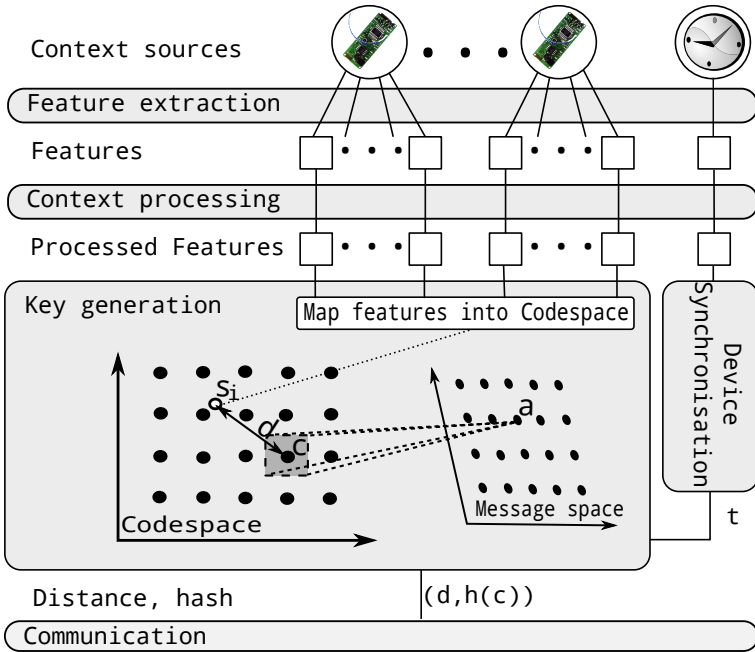 Context sources
Feature extraction
Features
Context processing
Processed Features
Key generation
Map features into Codespace
Device
Synchronisation
Si
d
C
a
Codespace
Message space
t
Distance, hash
(d,h(c))
Communication